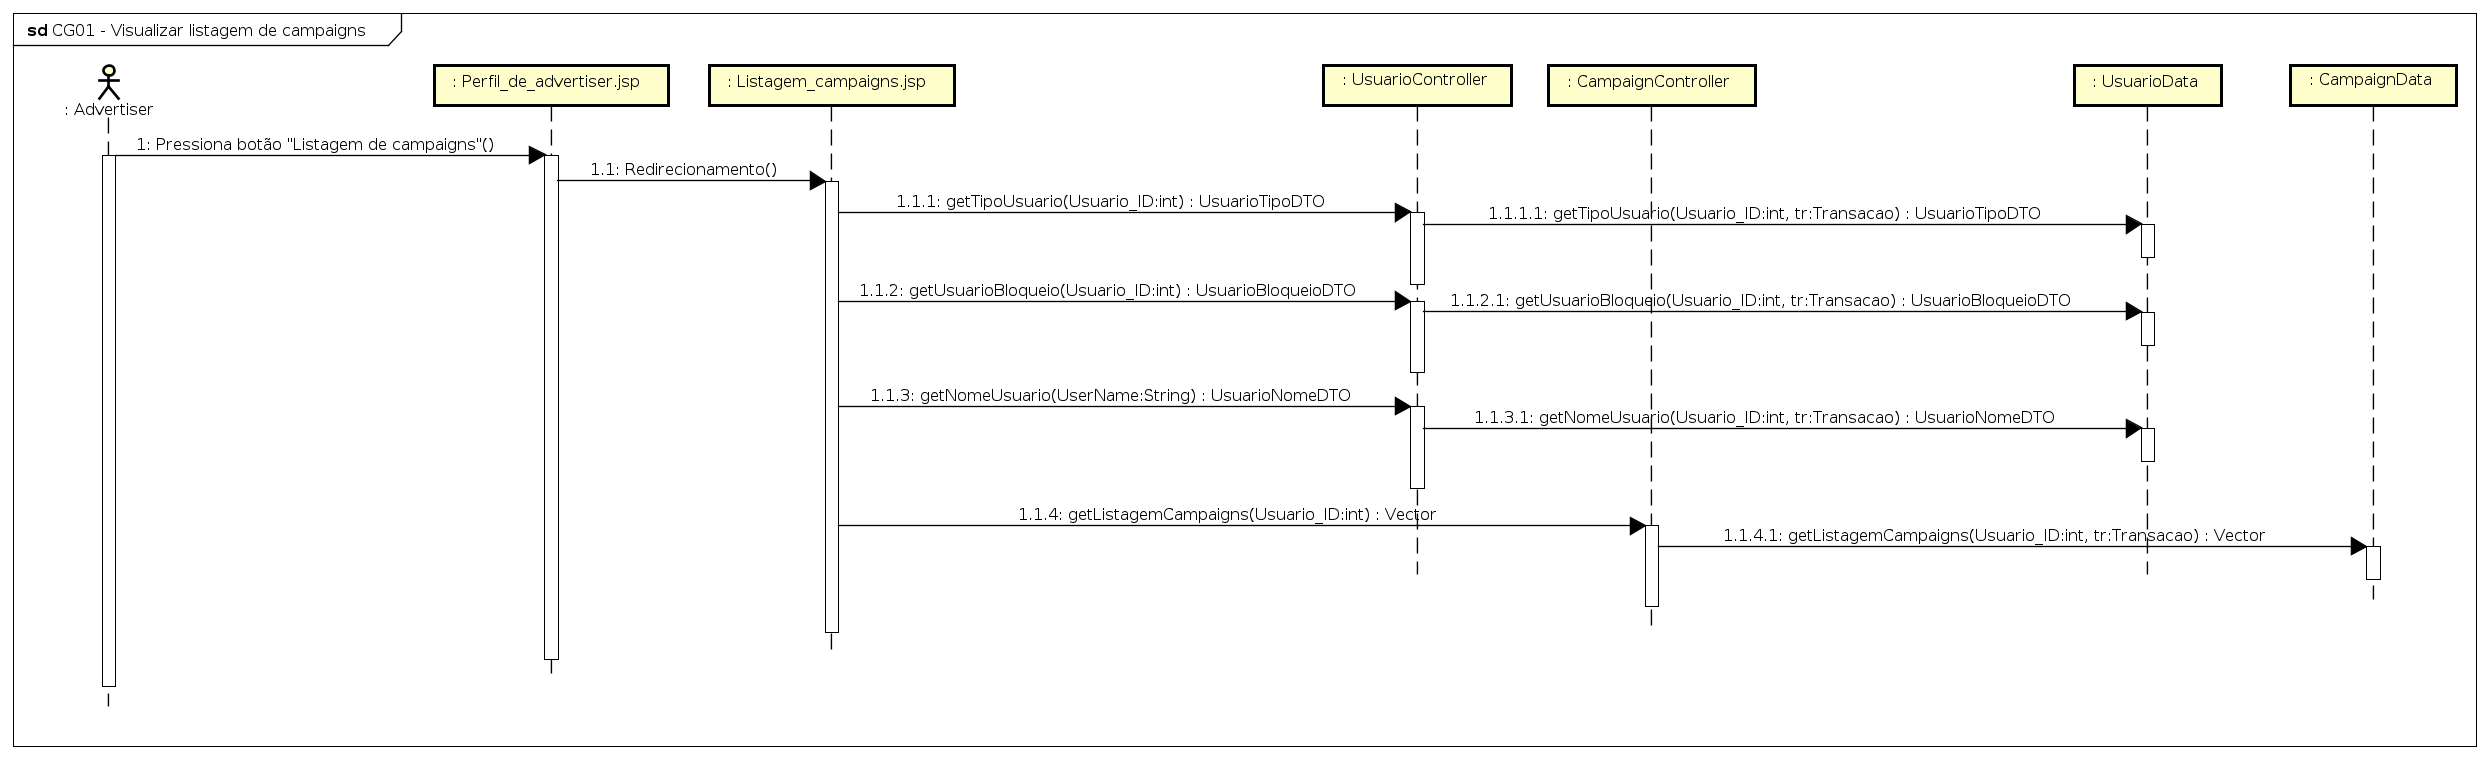 sd CG01 - Visualizar listagem de campaigns
: Advertiser
: Perfil_de_advertiser.jsp
: Listagem_campaigns.jsp
: UsuarioController
: CampaignController
: UsuarioData
: CampaignData
1: Pressiona botão "Listagem de campaigns"()
1.1: Redirecionamento()
1.1.1: getTipoUsuario(Usuario_ID:int) : UsuarioTipoDTO
1.1.1.1: getTipoUsuario(Usuario_ID:int, tr:Transacao) : UsuarioTipoDTO
1.1.2: getUsuarioBloqueio(Usuario_ID:int) : UsuarioBloqueioDTO
1.1.2.1: getUsuarioBloqueio(Usuario_ID:int, tr:Transacao) : UsuarioBloqueioDTO
1.1.3: getNomeUsuario(UserName:String) : UsuarioNomeDTO
1.1.3.1: getNomeUsuario(Usuario_ID:int, tr:Transacao) : UsuarioNomeDTO
1.1.4: getListagemCampaigns(Usuario_ID:int) : Vector
1.1.4.1: getListagemCampaigns(Usuario_ID:int, tr:Transacao) : Vector